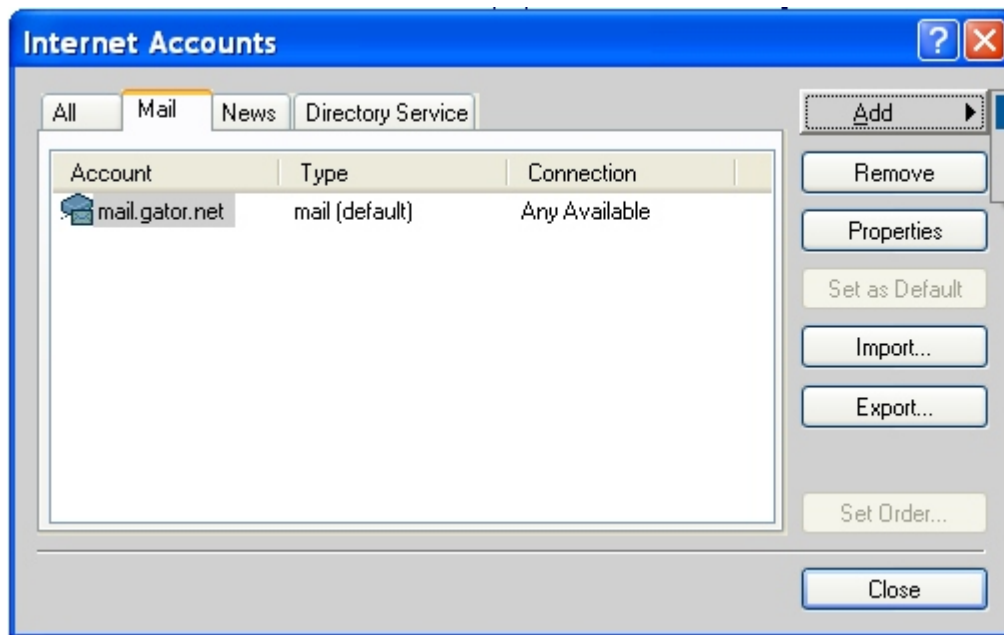 Internet Accounts
All Mail News Directory Service
Add
Account Type Connection
Remove
mail.gator.net mail (default) Any Available
Properties
Set as Default
Import...
Export...
Set Order...
Close